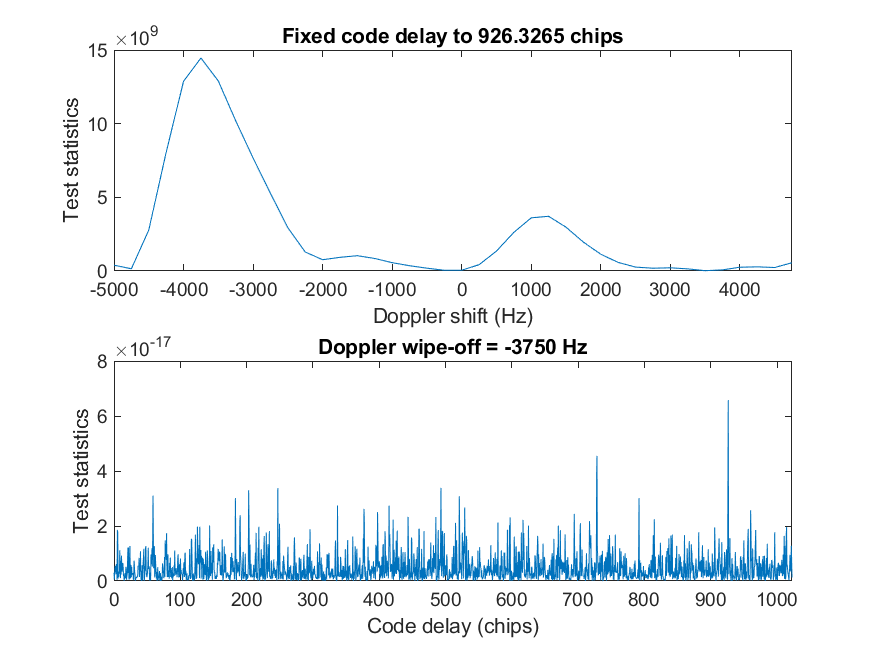 ×10^9
Fixed code delay to 926.3265 chips
15
10
5
0
Test statistics
-5000 -4000 -3000 -2000 -1000 0 1000 2000 3000 4000
Doppler shift (Hz)
×10^-17
Doppler wipe-off = -3750 Hz
8
6
4
2
0
Test statistics
0 100 200 300 400 500 600 700 800 900 1000
Code delay (chips)